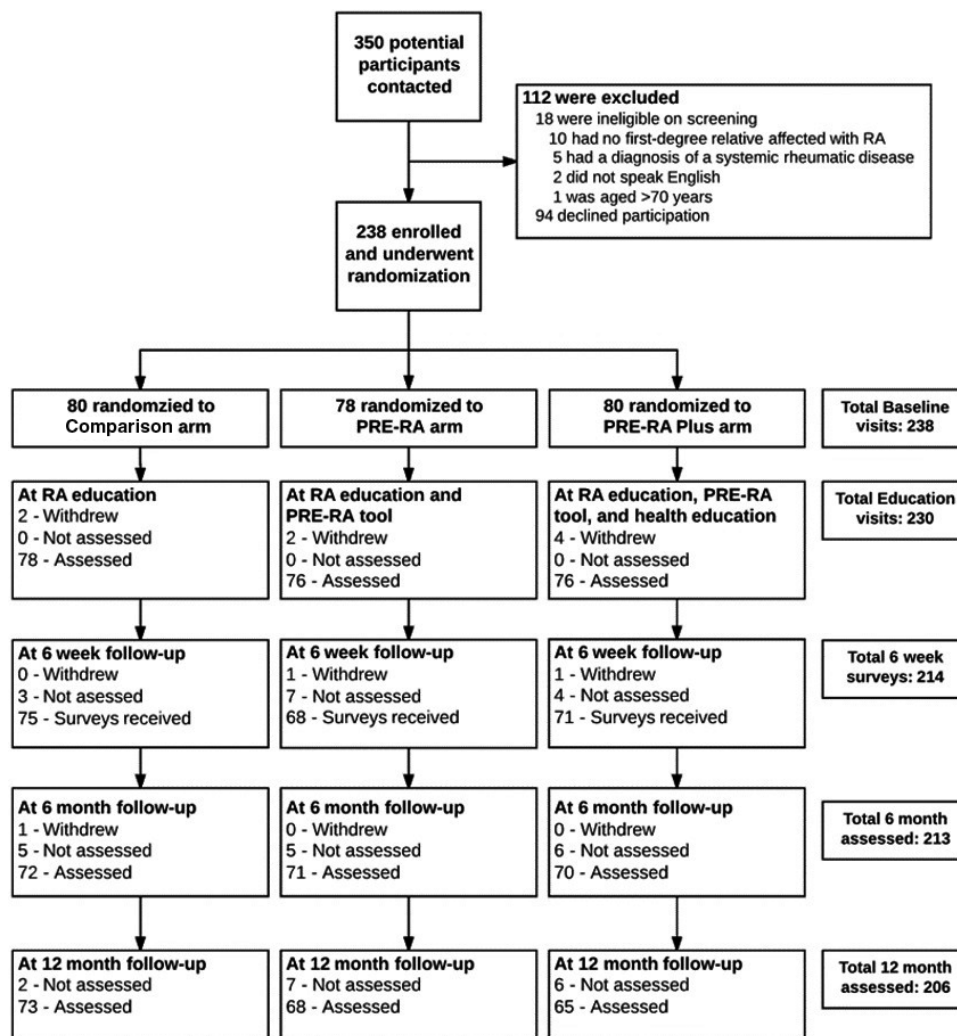 350 potential
participants
contacted
112 were excluded
18 were ineligible on screening
10 had no first-degree relative affected with RA
5 had a diagnosis of a systemic rheumatic disease
2 did not speak English
1 was aged >70 years
94 declined participation
238 enrolled
and underwent
randomization
80 randomzied to
Comparison arm
78 randomized to
PRE-RA arm
80 randomized to
PRE-RA Plus arm
Total Baseline
visits: 238
At RA education
2 - Withdrew
0 - Not assessed
78 - Assessed
At RA education and
PRE-RA tool
2 - Withdrew
0 - Not assessed
76 - Assessed
At RA education, PRE-RA
tool, and health education
4 - Withdrew
0 - Not assessed
76 - Assessed
Total Education
visits: 230
At 6 week follow-up
0 - Withdrew
3 - Not asessed
75 - Surveys received
At 6 week follow-up
1 - Withdrew
7 - Not assessed
68 - Surveys received
At 6 week follow-up
1 - Withdrew
4 - Not assessed
71 - Surveys received
Total 6 week
surveys: 214
At 6 month follow-up
1 - Withdrew
5 - Not assessed
72 - Assessed
At 6 month follow-up
0 - Withdrew
5 - Not assessed
71 - Assessed
At 6 month follow-up
0 - Withdrew
6 - Not assessed
70 - Assessed
Total 6 month
assessed: 213
At 12 month follow-up
2 - Not assessed
73 - Assessed
At 12 month follow-up
7 - Not assessed
68 - Assessed
At 12 month follow-up
6 - Not assessed
65 - Assessed
Total 12 month
assessed: 206